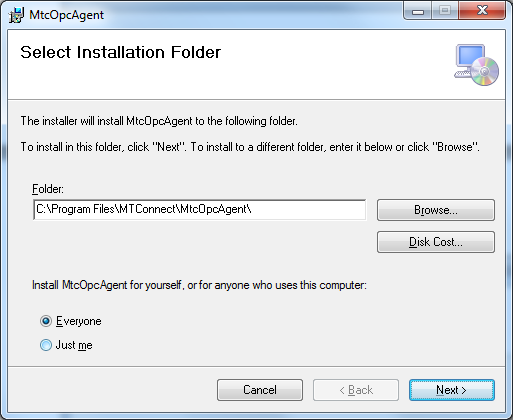 MtcOpcAgent
Select Installation Folder
The installer will install MtcOpcAgent to the following folder.
To install in this folder, click "Next". To install to a different folder, enter it below or click "Browse".
Folder:
C:\Program Files\MTConnect\MtcOpcAgent\
Browse...
Disk Cost...
Install MtcOpcAgent for yourself, or for anyone who uses this computer:
Everyone
Just me
Cancel
< Back
Next >